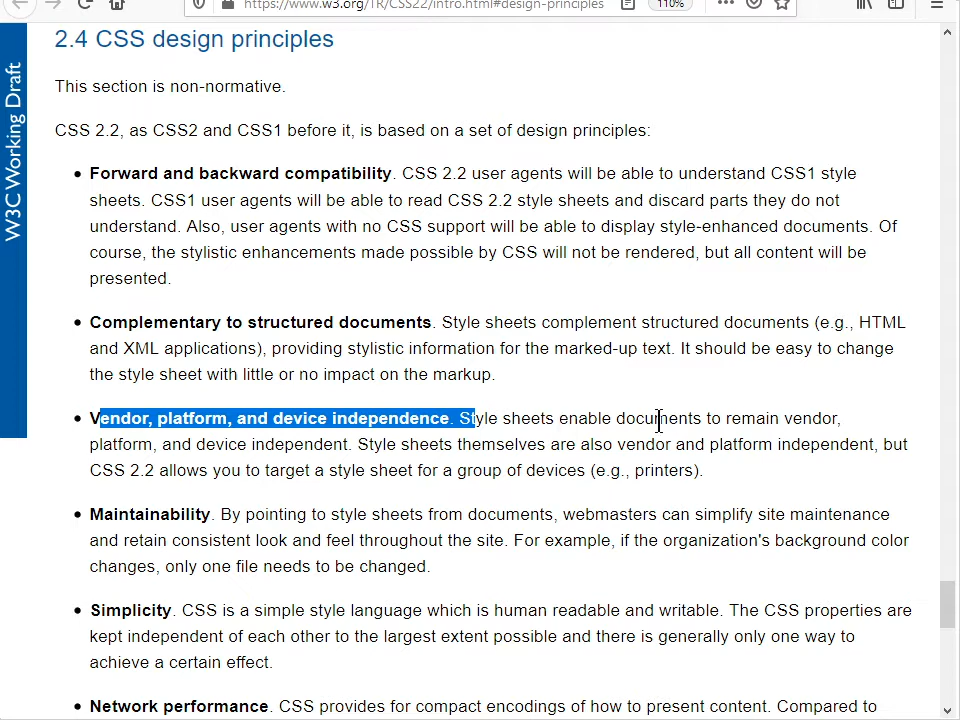 https://www.w3.org/TR/CSS22/intro.html#design-principles
110%
W3C Working Draft
2.4 CSS design principles
This section is non-normative.
CSS 2.2, as CSS2 and CSS1 before it, is based on a set of design principles:
• Forward and backward compatibility. CSS 2.2 user agents will be able to understand CSS1 style
sheets. CSS1 user agents will be able to read CSS 2.2 style sheets and discard parts they do not
understand. Also, user agents with no CSS support will be able to display style-enhanced documents. Of
course, the stylistic enhancements made possible by CSS will not be rendered, but all content will be
presented.
• Complementary to structured documents. Style sheets complement structured documents (e.g., HTML
and XML applications), providing stylistic information for the marked-up text. It should be easy to change
the style sheet with little or no impact on the markup.
• Vendor, platform, and device independence. Style sheets enable documents to remain vendor,
platform, and device independent. Style sheets themselves are also vendor and platform independent, but
CSS 2.2 allows you to target a style sheet for a group of devices (e.g., printers).
• Maintainability. By pointing to style sheets from documents, webmasters can simplify site maintenance
and retain consistent look and feel throughout the site. For example, if the organization's background color
changes, only one file needs to be changed.
• Simplicity. CSS is a simple style language which is human readable and writable. The CSS properties are
kept independent of each other to the largest extent possible and there is generally only one way to
achieve a certain effect.
• Network performance. CSS provides for compact encodings of how to present content. Compared to